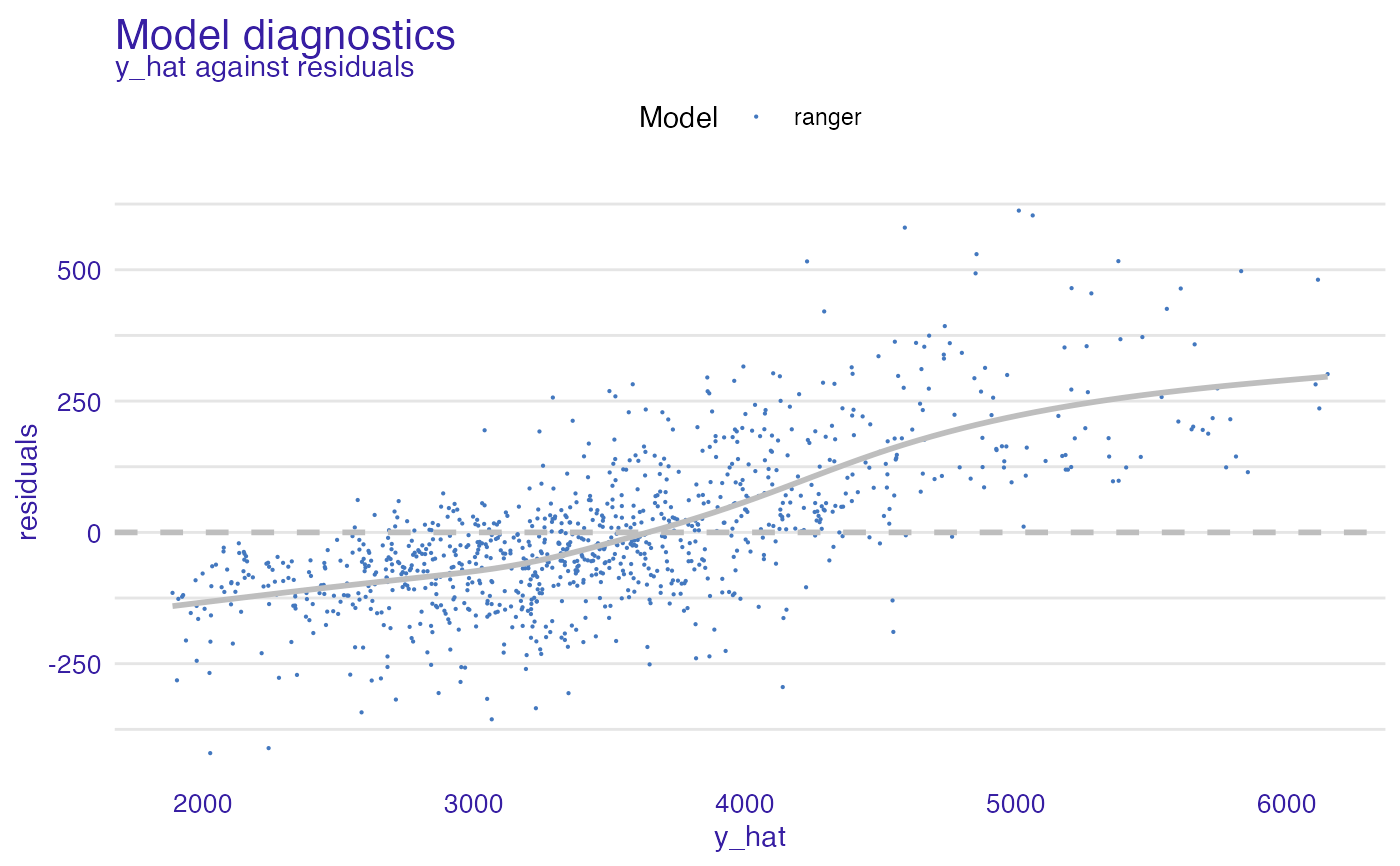 Model diagnostics
y_hat against residuals
Model ranger
500
250
0
-250
residuals
2000 3000 4000 5000 6000
y_hat